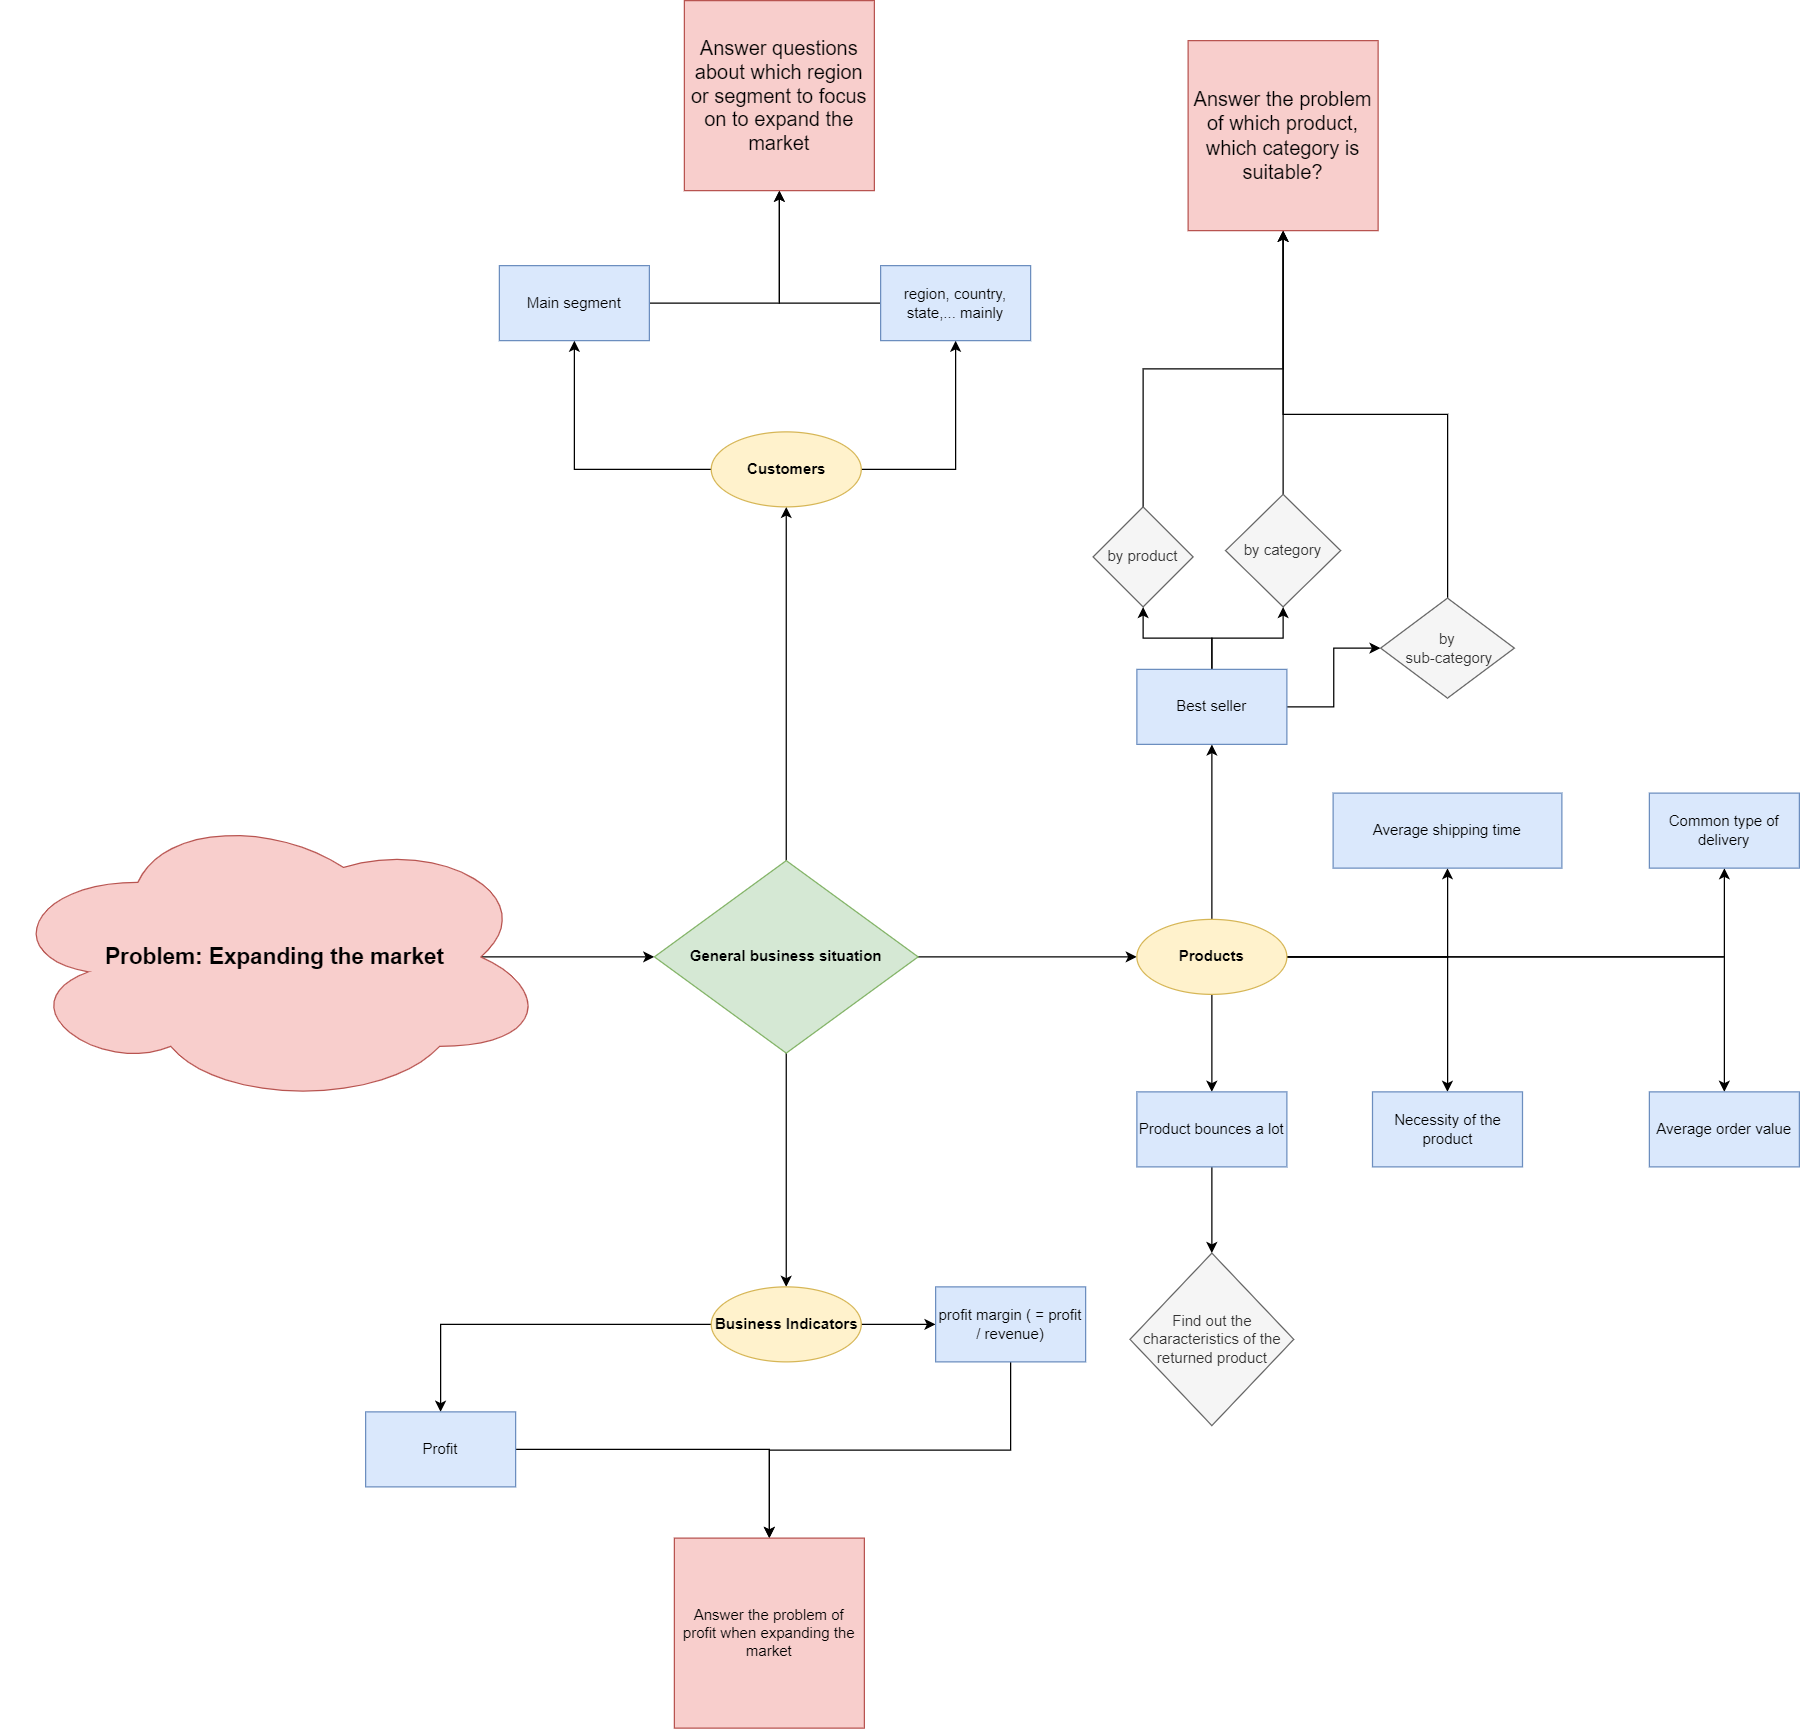 Answer questions
about which region
or segment to focus
on to expand the
market
Answer the problem
of which product,
which category is
suitable?
Main segment
region, country,
state,... mainly
Customers
by product
by category
by
sub-category
Best seller
Average shipping time
Common type of
delivery
Problem: Expanding the market
General business situation
Products
Product bounces a lot
Necessity of the
product
Average order value
Business Indicators
profit margin ( = profit
/ revenue)
Find out the
characteristics of the
returned product
Profit
Answer the problem of
profit when expanding the
market